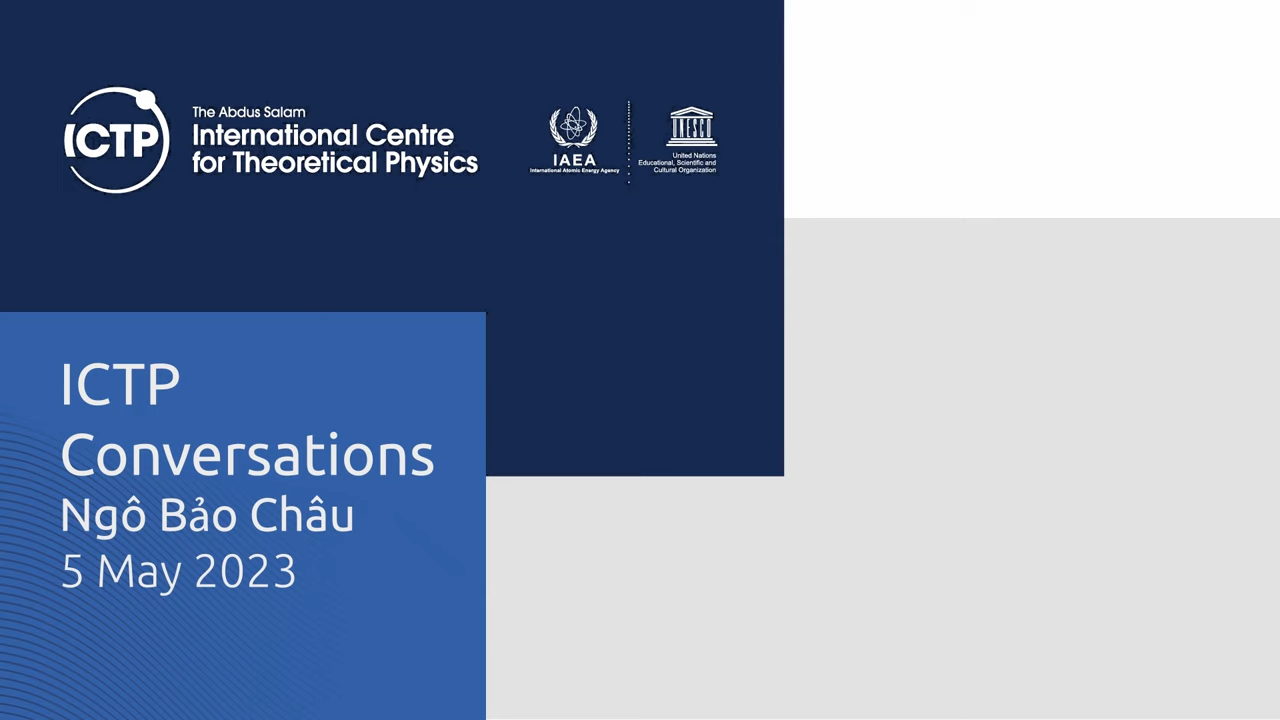 ICTP
The Abdus Salam
International Centre
for Theoretical Physics
IAEA
International Atomic Energy Agency
UNESCO
United Nations
Educational, Scientific and
Cultural Organization
ICTP
Conversations
Ngô Bảo Châu
5 May 2023